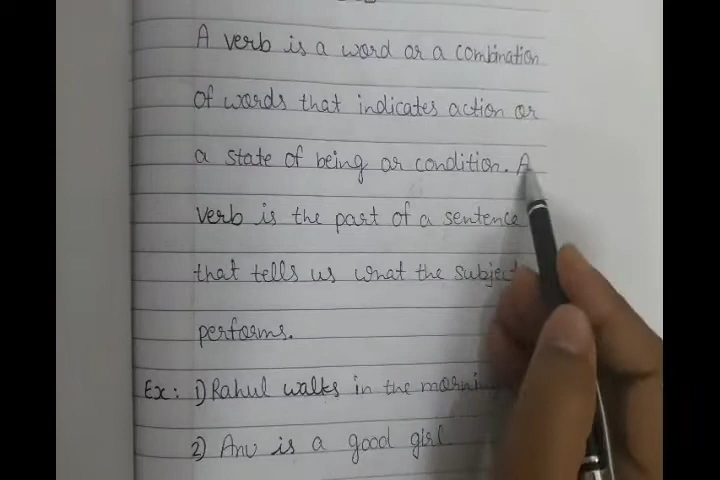 A verb is a word or a combination
of words that indicates action or
a state of being or condition. A
verb is the part of a sentence
that tells us what the subject
performs.
Ex: 1) Rahul walks in the
2) Anu is a good girl